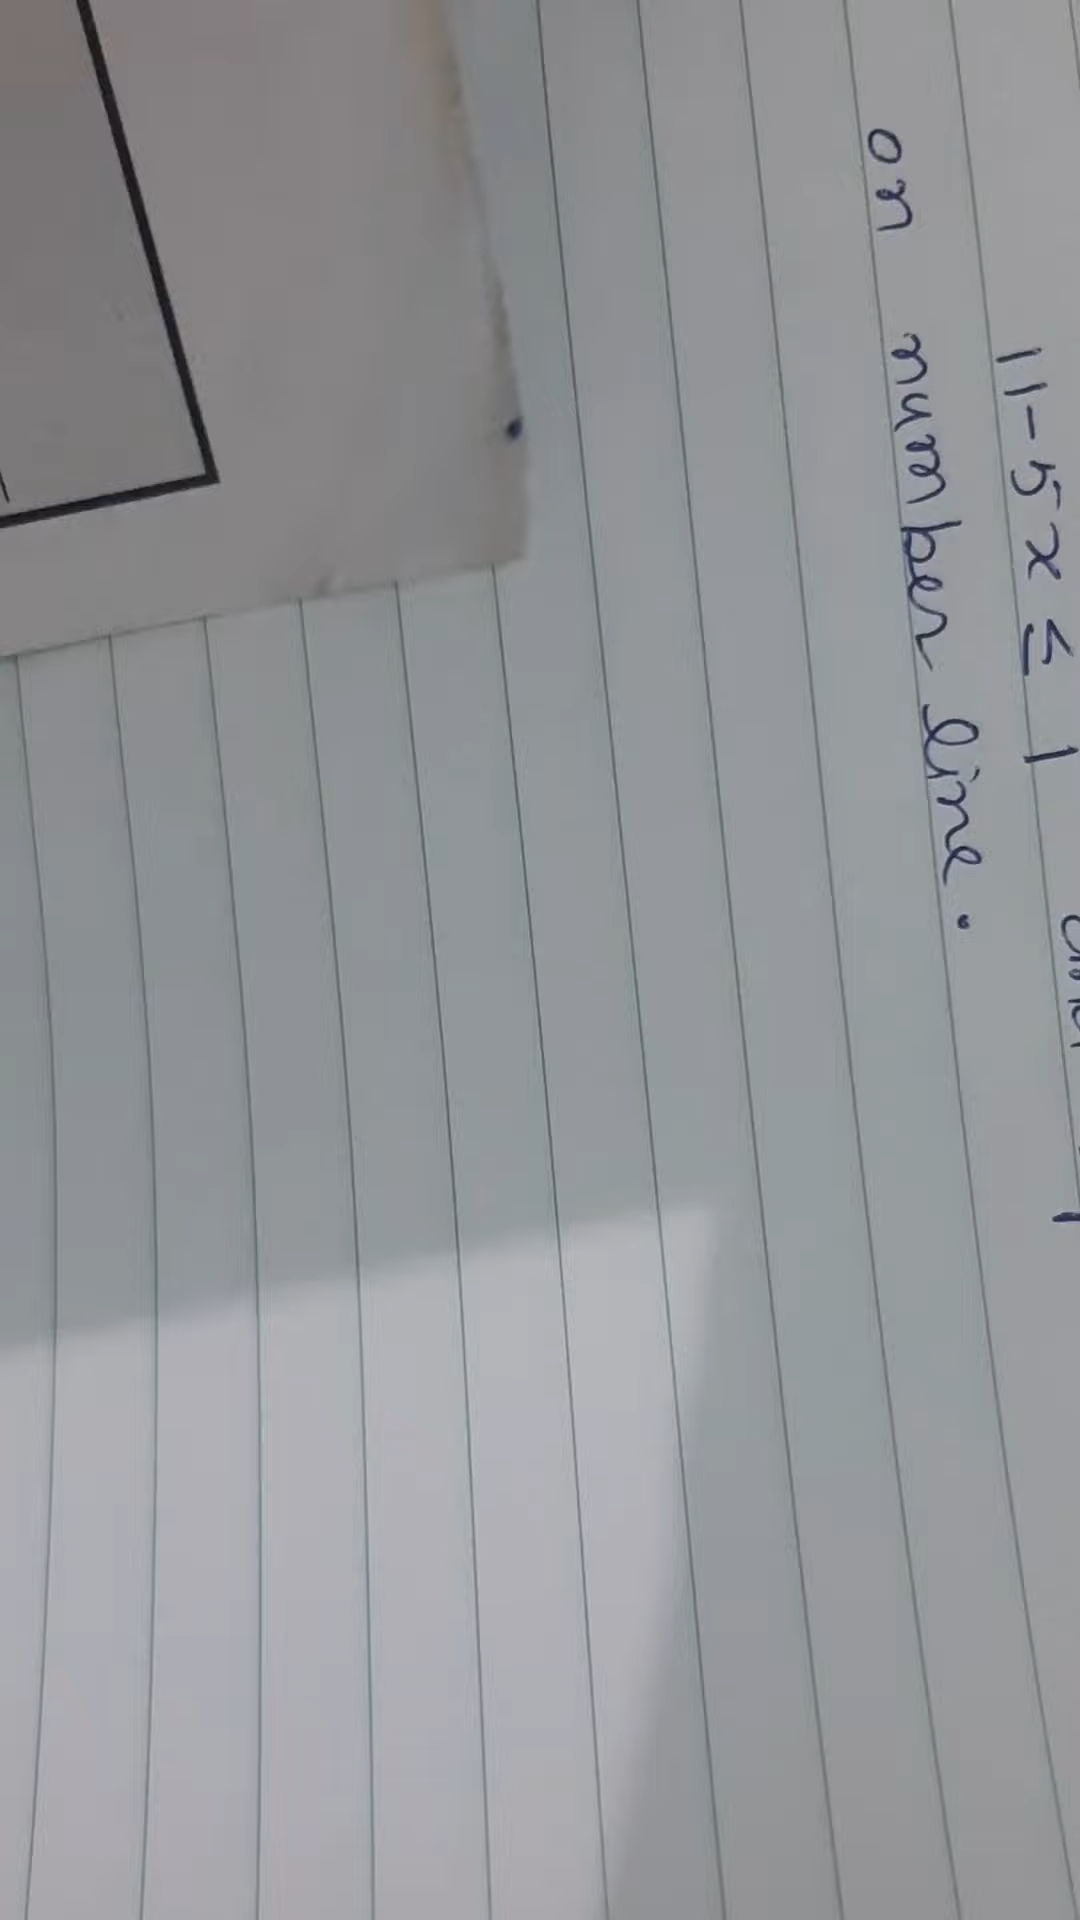 11-5x ≤ 1
on number line.